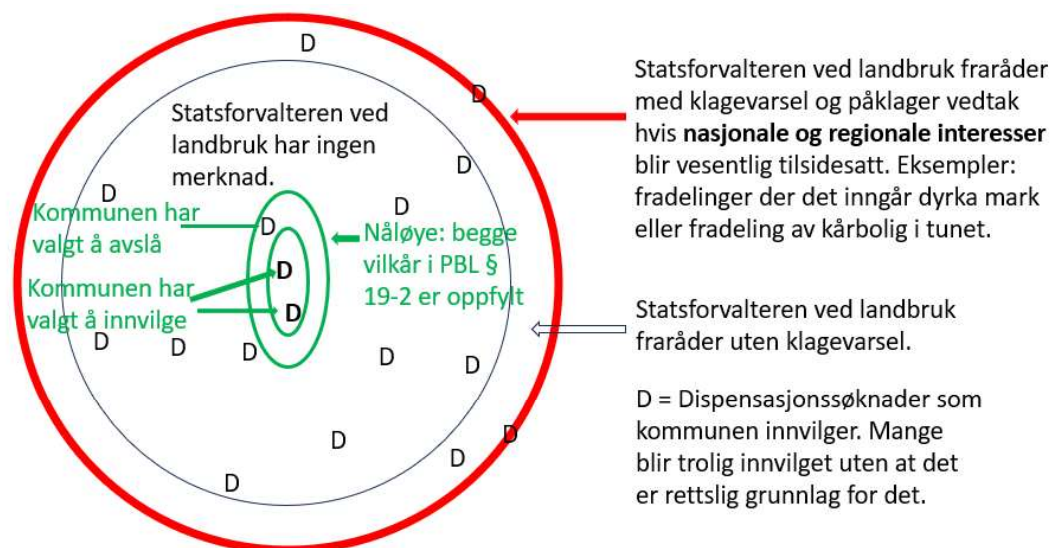 D
D
Statsforvalteren ved
landbruk har ingen
merknad.
D
D
D
Kommunen har
valgt å avslå
D
Nåløye: begge
vilkår i PBL §
19-2 er oppfylt
Kommunen har
valgt å innvilge
D
D
D
D
D
D
D
D
D
D
D
Statsforvalteren ved landbruk fraråder
med klagevarsel og påklager vedtak
hvis nasjonale og regionale interesser
blir vesentlig tilsidesatt. Eksempler:
fradelinger der det inngår dyrka mark
eller fradeling av kårbolig i tunet.
Statsforvalteren ved landbruk
fraråder uten klagevarsel.
D = Dispensasjonssøknader som
kommunen innvilger. Mange
blir trolig innvilget uten at det
er rettslig grunnlag for det.